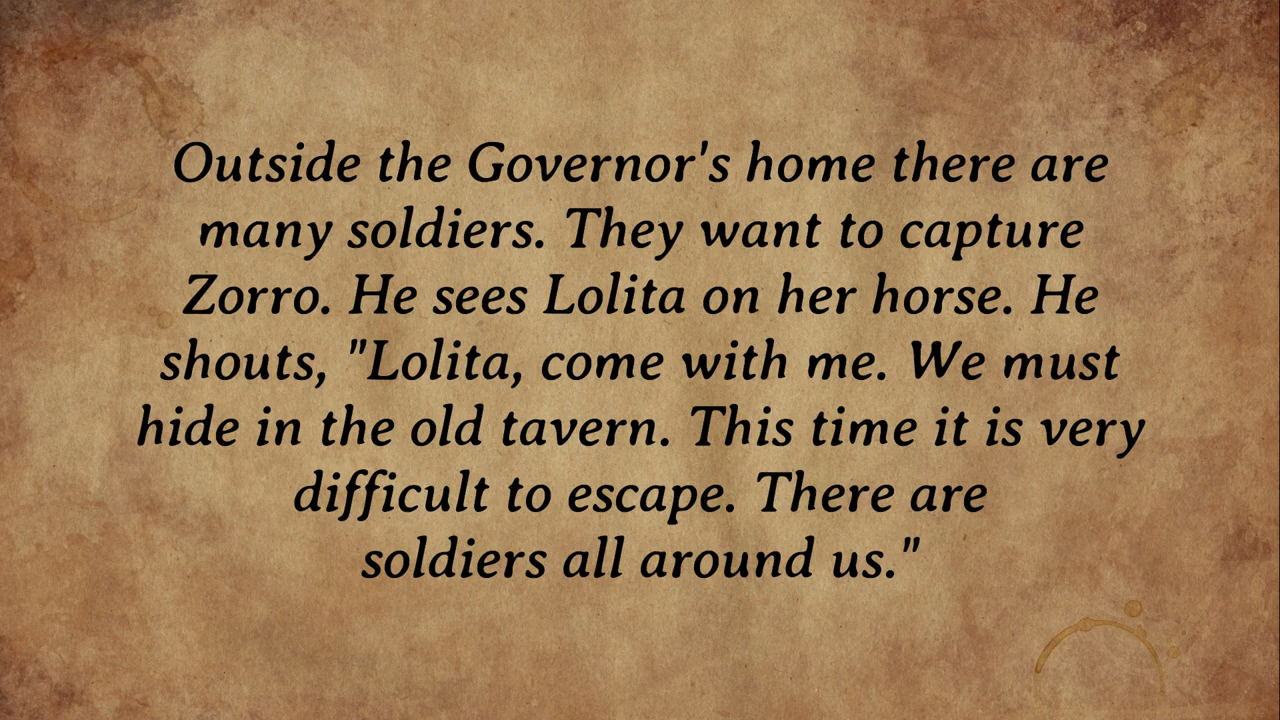 Outside the Governor's home there are
many soldiers. They want to capture
Zorro. He sees Lolita on her horse. He
shouts, "Lolita, come with me. We must
hide in the old tavern. This time it is very
difficult to escape. There are
soldiers all around us."